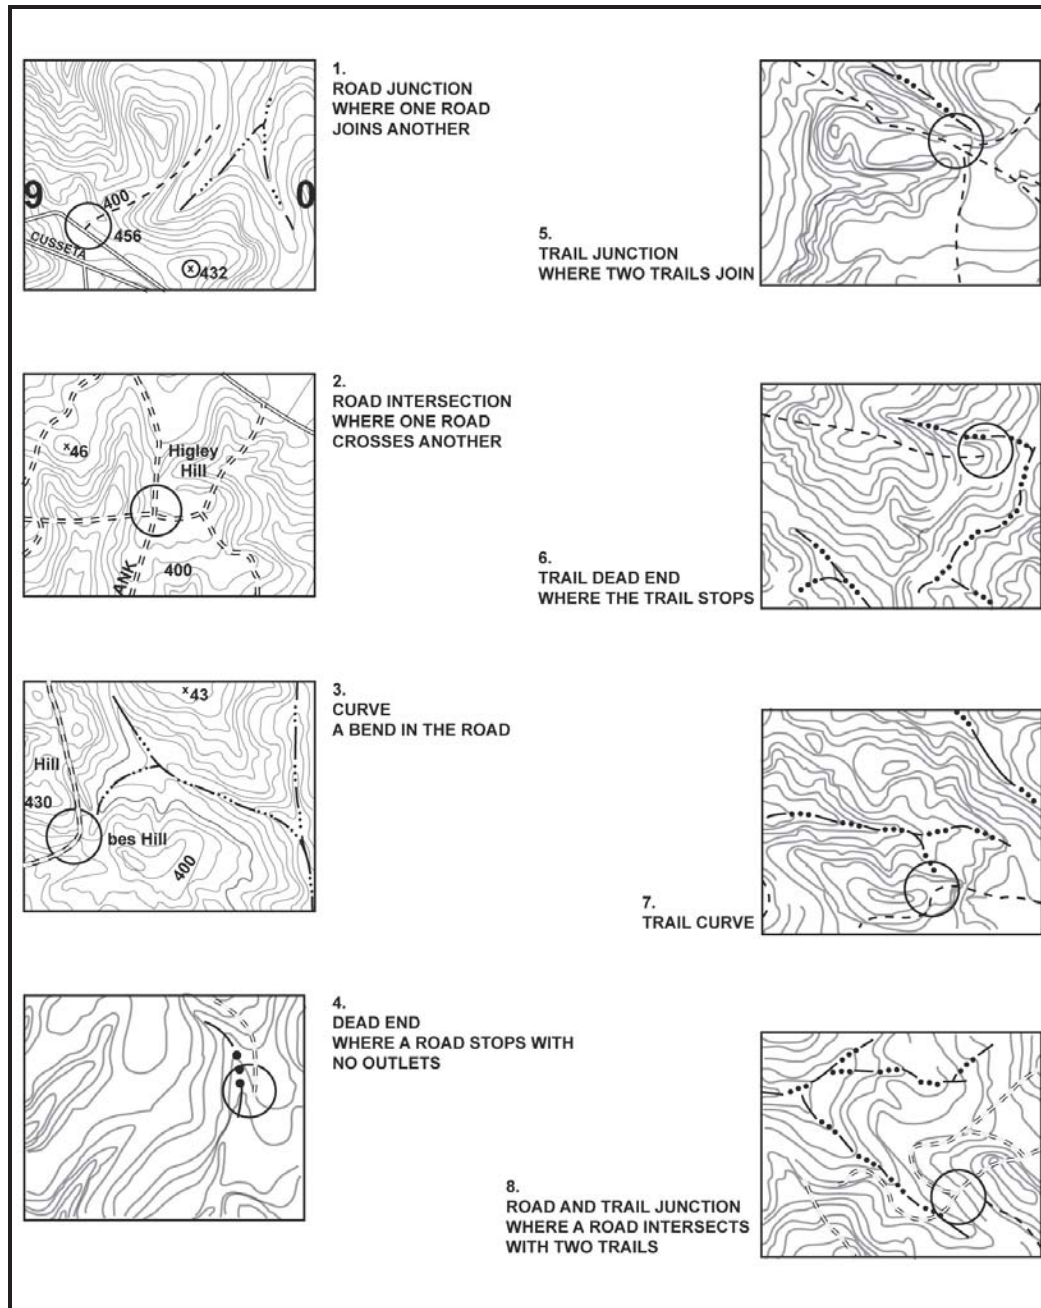 1.
ROAD JUNCTION
WHERE ONE ROAD
JOINS ANOTHER
9
400
0
456
CUSSETA
x 432
2.
ROAD INTERSECTION
WHERE ONE ROAD
CROSSES ANOTHER
x46
Higley
Hill
ANK
400
3.
CURVE
A BEND IN THE ROAD
x43
Hill
430
bes Hill
400
4.
DEAD END
WHERE A ROAD STOPS WITH
NO OUTLETS
5.
TRAIL JUNCTION
WHERE TWO TRAILS JOIN
6.
TRAIL DEAD END
WHERE THE TRAIL STOPS
7.
TRAIL CURVE
8.
ROAD AND TRAIL JUNCTION
WHERE A ROAD INTERSECTS
WITH TWO TRAILS